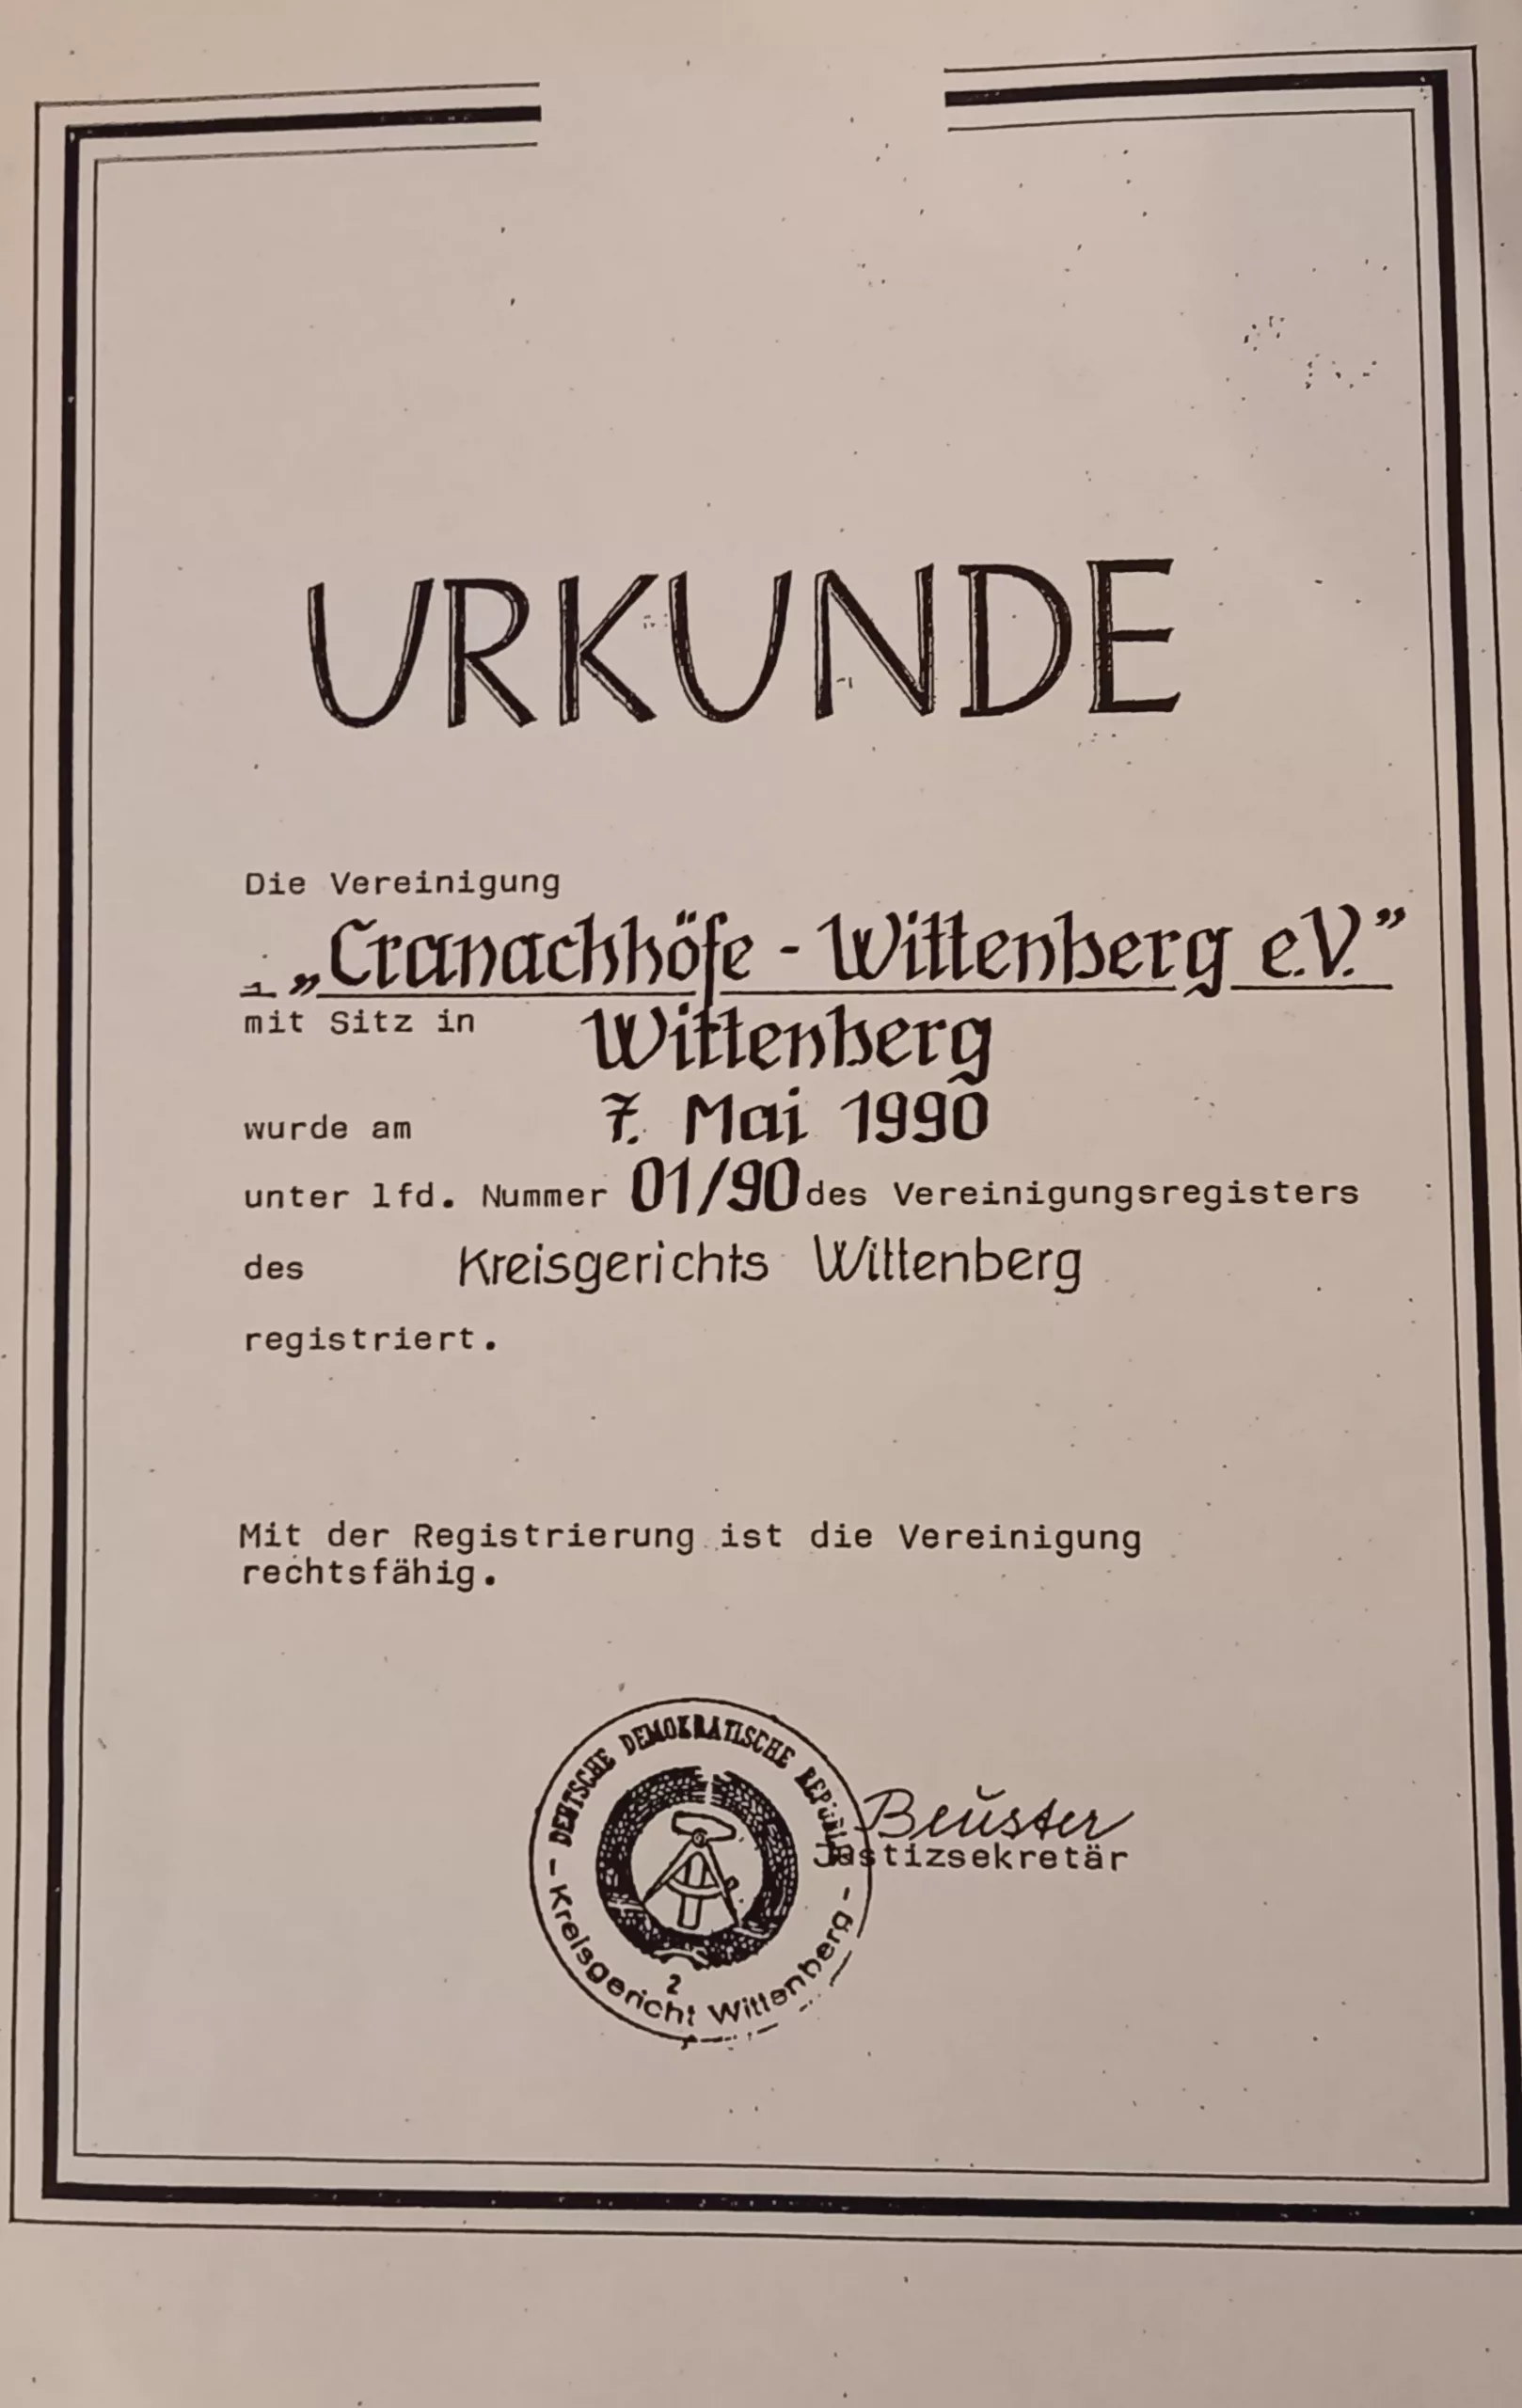 URKUNDE
Die Vereinigung
„Cranachhöfe - Wittenberg e.V.”
mit Sitz in Wittenberg
wurde am 7. Mai 1990
unter lfd. Nummer 01/90 des Vereinigungsregisters
des Kreisgerichts Wittenberg
registriert.
Mit der Registrierung ist die Vereinigung
rechtsfähig.
DEUTSCHE DEMOKRATISCHE REPUBLIK
Beuster
Justizsekretär
2
- Kreisgericht Wittenberg -